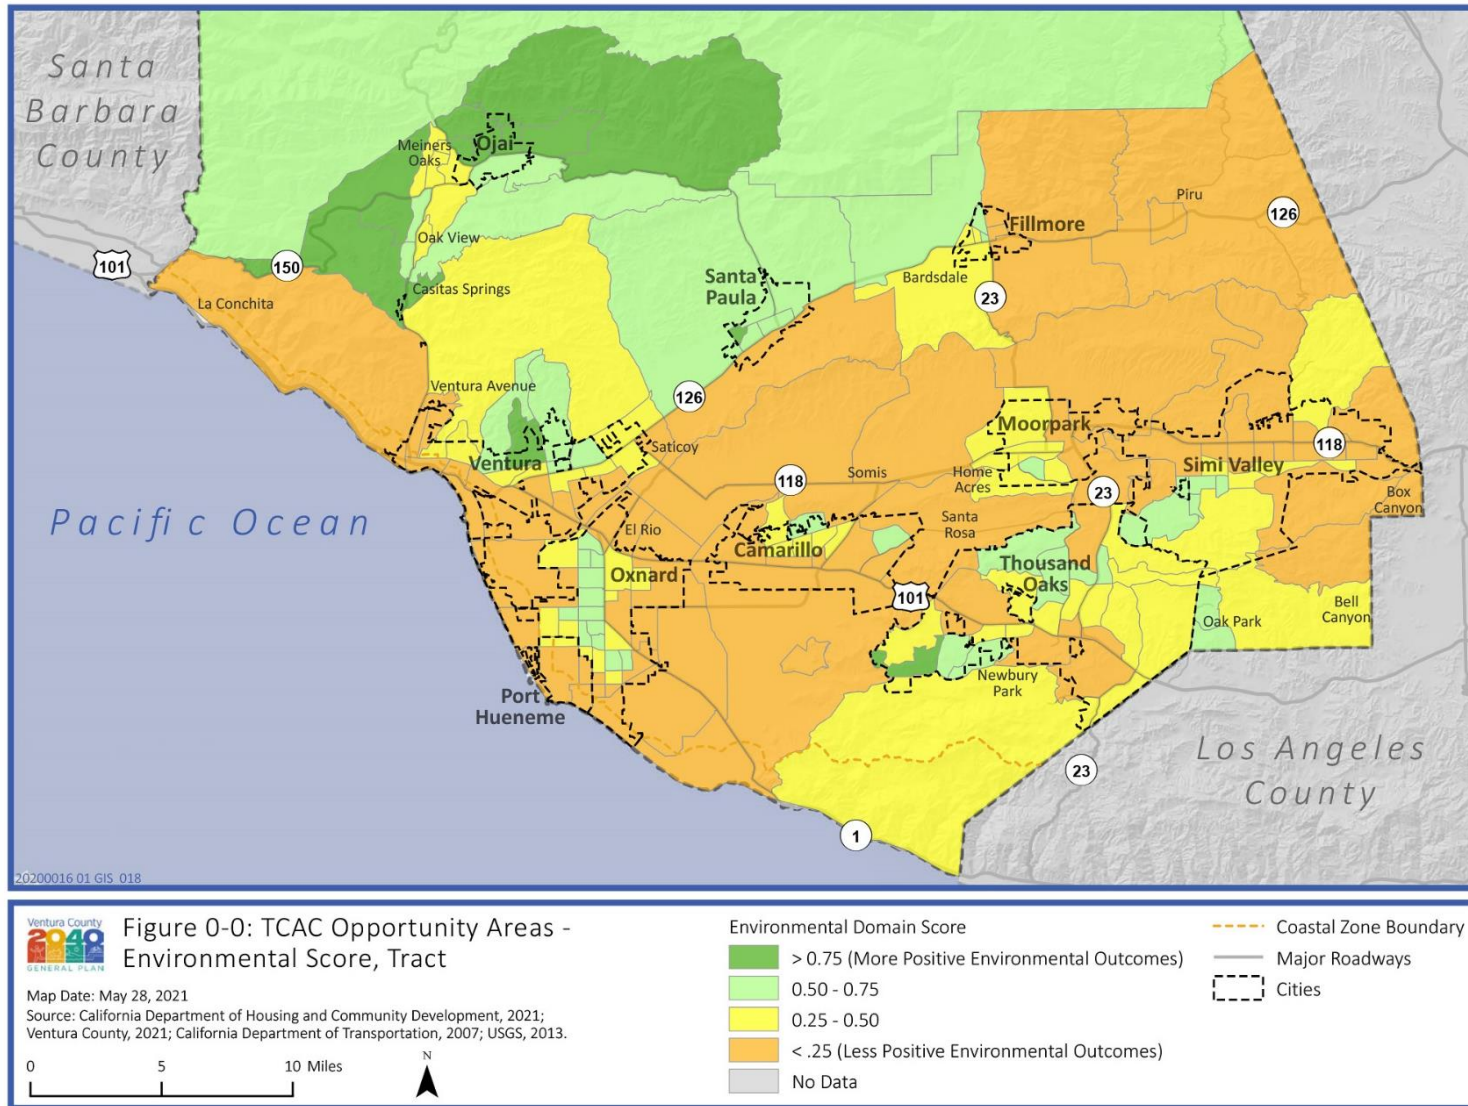 Santa
Barbara
County
Meiners
Oaks
Ojai
Piru
126
Fillmore
Oak View
101
150
Santa
Paula
Bardsdale
Casitas Springs
23
La Conchita
Ventura Avenue
126
Moorpark
Saticoy
118
Ventura
Simi Valley
118
Somis
Home
Acres
23
Box
Canyon
Pacific Ocean
El Rio
Santa
Rosa
Camarillo
Thousand
Oaks
Oxnard
101
Oak Park
Bell
Canyon
Newbury
Park
Port
Hueneme
Los Angeles
County
23
1
20200016 01 GIS 018
Ventura County
2040
GENERAL PLAN
Figure 0-0: TCAC Opportunity Areas -
Environmental Score, Tract
Map Date: May 28, 2021
Source: California Department of Housing and Community Development, 2021;
Ventura County, 2021; California Department of Transportation, 2007; USGS, 2013.
0 5 10 Miles
N
Environmental Domain Score
> 0.75 (More Positive Environmental Outcomes)
0.50 - 0.75
0.25 - 0.50
< .25 (Less Positive Environmental Outcomes)
No Data
Coastal Zone Boundary
Major Roadways
Cities